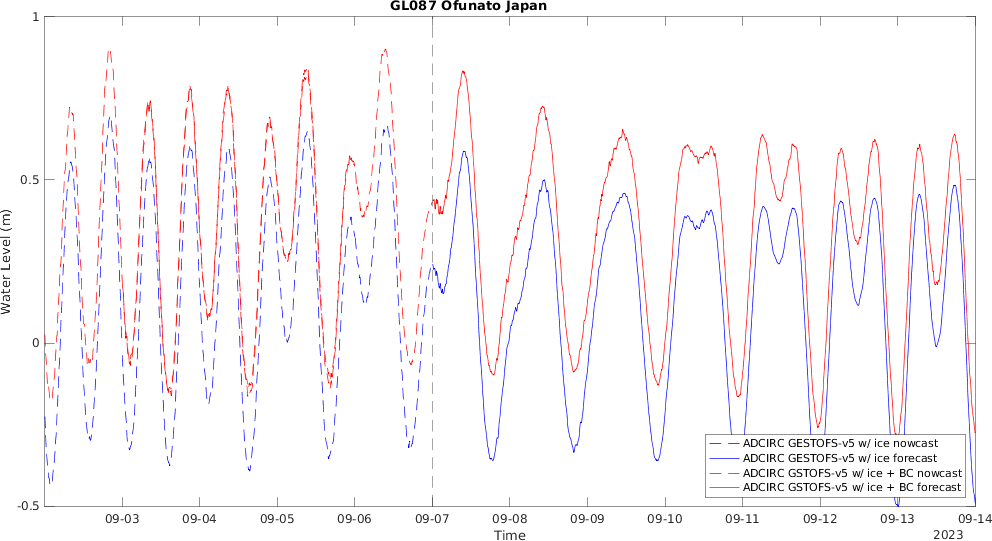 GL087 Ofunato Japan
1
0.5
0
-0.5
Water Level (m)
09-03 09-04 09-05 09-06 09-07 09-08 09-09 09-10 09-11 09-12 09-13 09-14
Time
2023
ADCIRC GESTOFS-v5 w/ ice nowcast
ADCIRC GESTOFS-v5 w/ ice forecast
ADCIRC GSTOFS-v5 w/ ice + BC nowcast
ADCIRC GSTOFS-v5 w/ ice + BC forecast